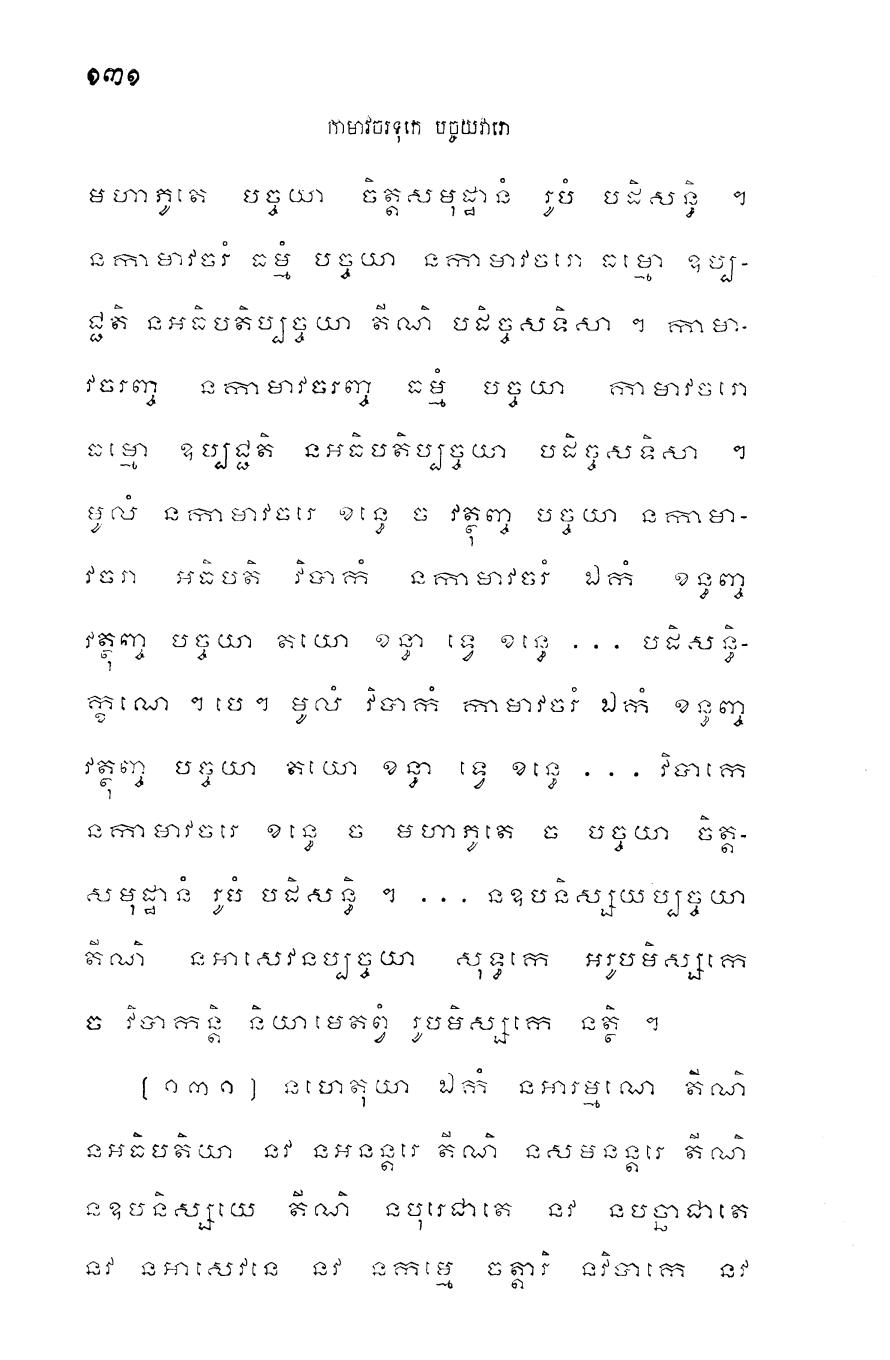 ១៣១
កាមាវចរទុកេ បច្ចយវារោ
មហាភូតេ បច្ចយា ចិត្តសមុដ្ឋានំ រូបំ បដិសន្ធិ ។
នកាមាវចរំ ធម្មំ បច្ចយា នកាមាវចរោ ធម្មោ ឧប្ប-
ជ្ជតិ នអធិបតិប្បច្ចយា តីណិ បដិច្ចសទិសា ។ កាមា-
វចរញ្ច នកាមាវចរញ្ច ធម្មំ បច្ចយា កាមាវចរោ
ធម្មោ ឧប្បជ្ជតិ នអធិបតិប្បច្ចយា បដិច្ចសទិសា ។
មូលំ នកាមាវចរេ ខន្ធេ ច វត្ថុញ្ច បច្ចយា នកាមា-
វចរា អធិបតិ វិបាកំ នកាមាវចរំ ឯកំ ខន្ធញ្ច
វត្ថុញ្ច បច្ចយា តយោ ខន្ធា ទ្វេ ខន្ធេ ... បដិសន្ធិ-
ក្ខណេ ។ បេ ។ មូលំ វិបាកំ កាមាវចរំ ឯកំ ខន្ធញ្ច
វត្ថុញ្ច បច្ចយា តយោ ខន្ធា ទ្វេ ខន្ធេ ... វិបាកេ
នកាមាវចរេ ខន្ធេ ច មហាភូតេ ច បច្ចយា ចិត្ត-
សមុដ្ឋានំ រូបំ បដិសន្ធិ ។ ... នឧបនិស្សយប្បច្ចយា
តីណិ នអាសេវនប្បច្ចយា សុទ្ធកេ អរូបមិស្សកេ
ច វិបាកន្តិ និយាមេតព្វំ រូបមិស្សកេ នត្ថិ ។
[១៣១] នហេតុយា ឯកំ នអារម្មណេ តីណិ
នអធិបតិយា នវ នអនន្តរេ តីណិ នសមនន្តរេ តីណិ
នឧបនិស្សយេ តីណិ នបុរេជាតេ នវ នបច្ឆាជាតេ
នវ នអាសេវនេ នវ នកម្មេ ចត្តារិ នវិបាកេ នវ